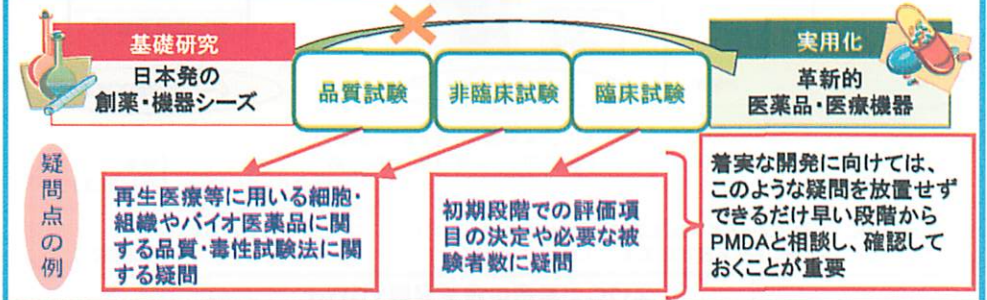 基礎研究
日本発の
創薬・機器シーズ
品質試験
非臨床試験
臨床試験
実用化
革新的
医薬品・医療機器
疑問点の例
再生医療等に用いる細胞・
組織やバイオ医薬品に関
する品質・毒性試験法に関
する疑問
初期段階での評価項
目の決定や必要な被
験者数に疑問
着実な開発に向けては、
このような疑問を放置せず
できるだけ早い段階から
PMDAと相談し、確認して
おくことが重要